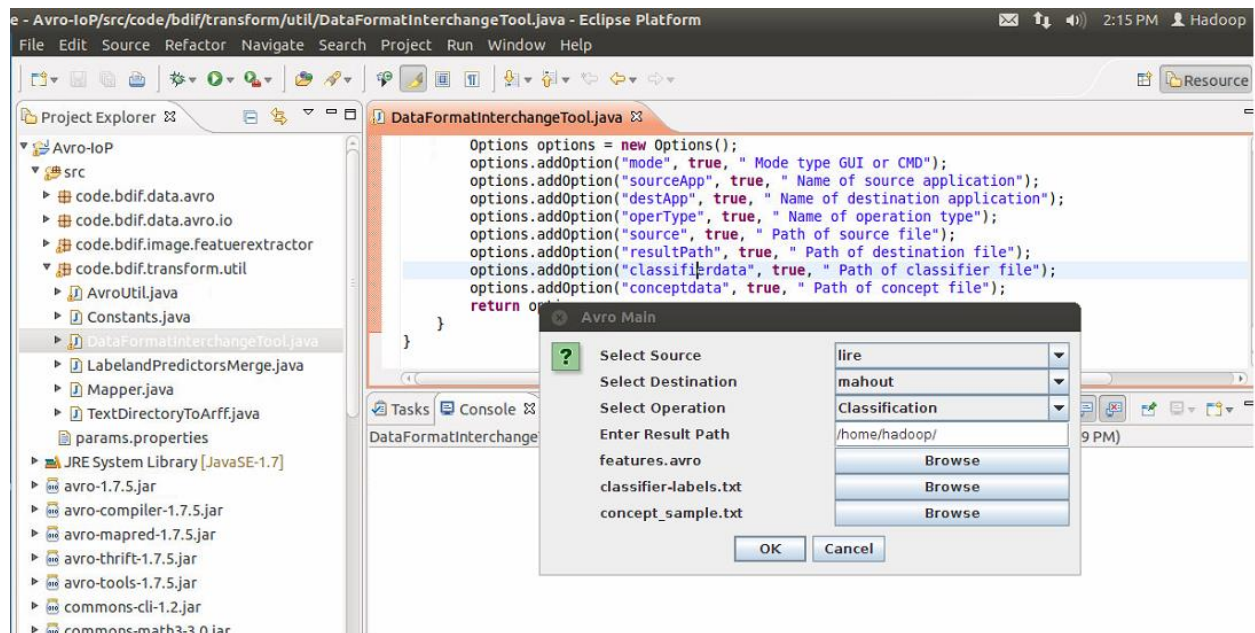 e - Avro-IoP/src/code/bdif/transform/util/DataFormatInterchangeTool.java - Eclipse Platform
2:15 PM Hadoop
File Edit Source Refactor Navigate Search Project Run Window Help
Resource
Project Explorer
Avro-IoP
src
code.bdif.data.avro
code.bdif.data.avro.io
code.bdif.image.featuerextractor
code.bdif.transform.util
AvroUtil.java
Constants.java
DataFormatInterchangeTool.java
LabelandPredictorsMerge.java
Mapper.java
TextDirectoryToArff.java
params.properties
JRE System Library [JavaSE-1.7]
avro-1.7.5.jar
avro-compiler-1.7.5.jar
avro-mapred-1.7.5.jar
avro-thrift-1.7.5.jar
avro-tools-1.7.5.jar
commons-cli-1.2.jar
commons-math3-3.0.jar
DataFormatInterchangeTool.java
Options options = new Options();
options.addOption("mode", true, " Mode type GUI or CMD");
options.addOption("sourceApp", true, " Name of source application");
options.addOption("destApp", true, " Name of destination application");
options.addOption("operType", true, " Name of operation type");
options.addOption("source", true, " Path of source file");
options.addOption("resultPath", true, " Path of destination file");
options.addOption("classifierdata", true, " Path of classifier file");
options.addOption("conceptdata", true, " Path of concept file");
return op
}
}
Tasks Console
DataFormatInterchange
9 PM)
Avro Main
Select Source lire
Select Destination mahout
Select Operation Classification
Enter Result Path /home/hadoop/
features.avro Browse
classifier-labels.txt Browse
concept_sample.txt Browse
OK Cancel